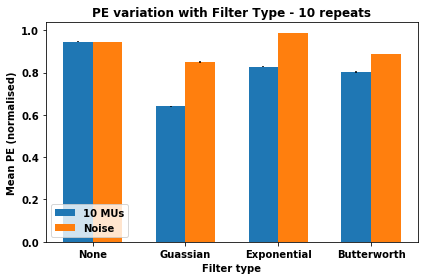 PE variation with Filter Type - 10 repeats
Mean PE (normalised)
1.0
0.8
0.6
0.4
0.2
0.0
10 MUs
Noise
None Guassian Exponential Butterworth
Filter type